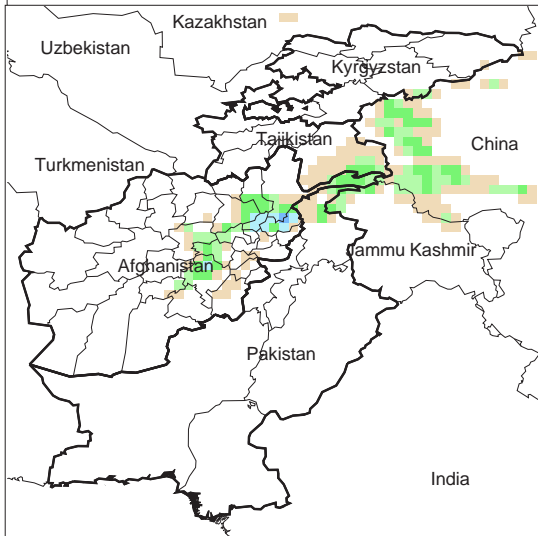 Kazakhstan
Uzbekistan
Kyrgyzstan
Tajikistan
China
Turkmenistan
Jammu Kashmir
Afghanistan
Pakistan
India